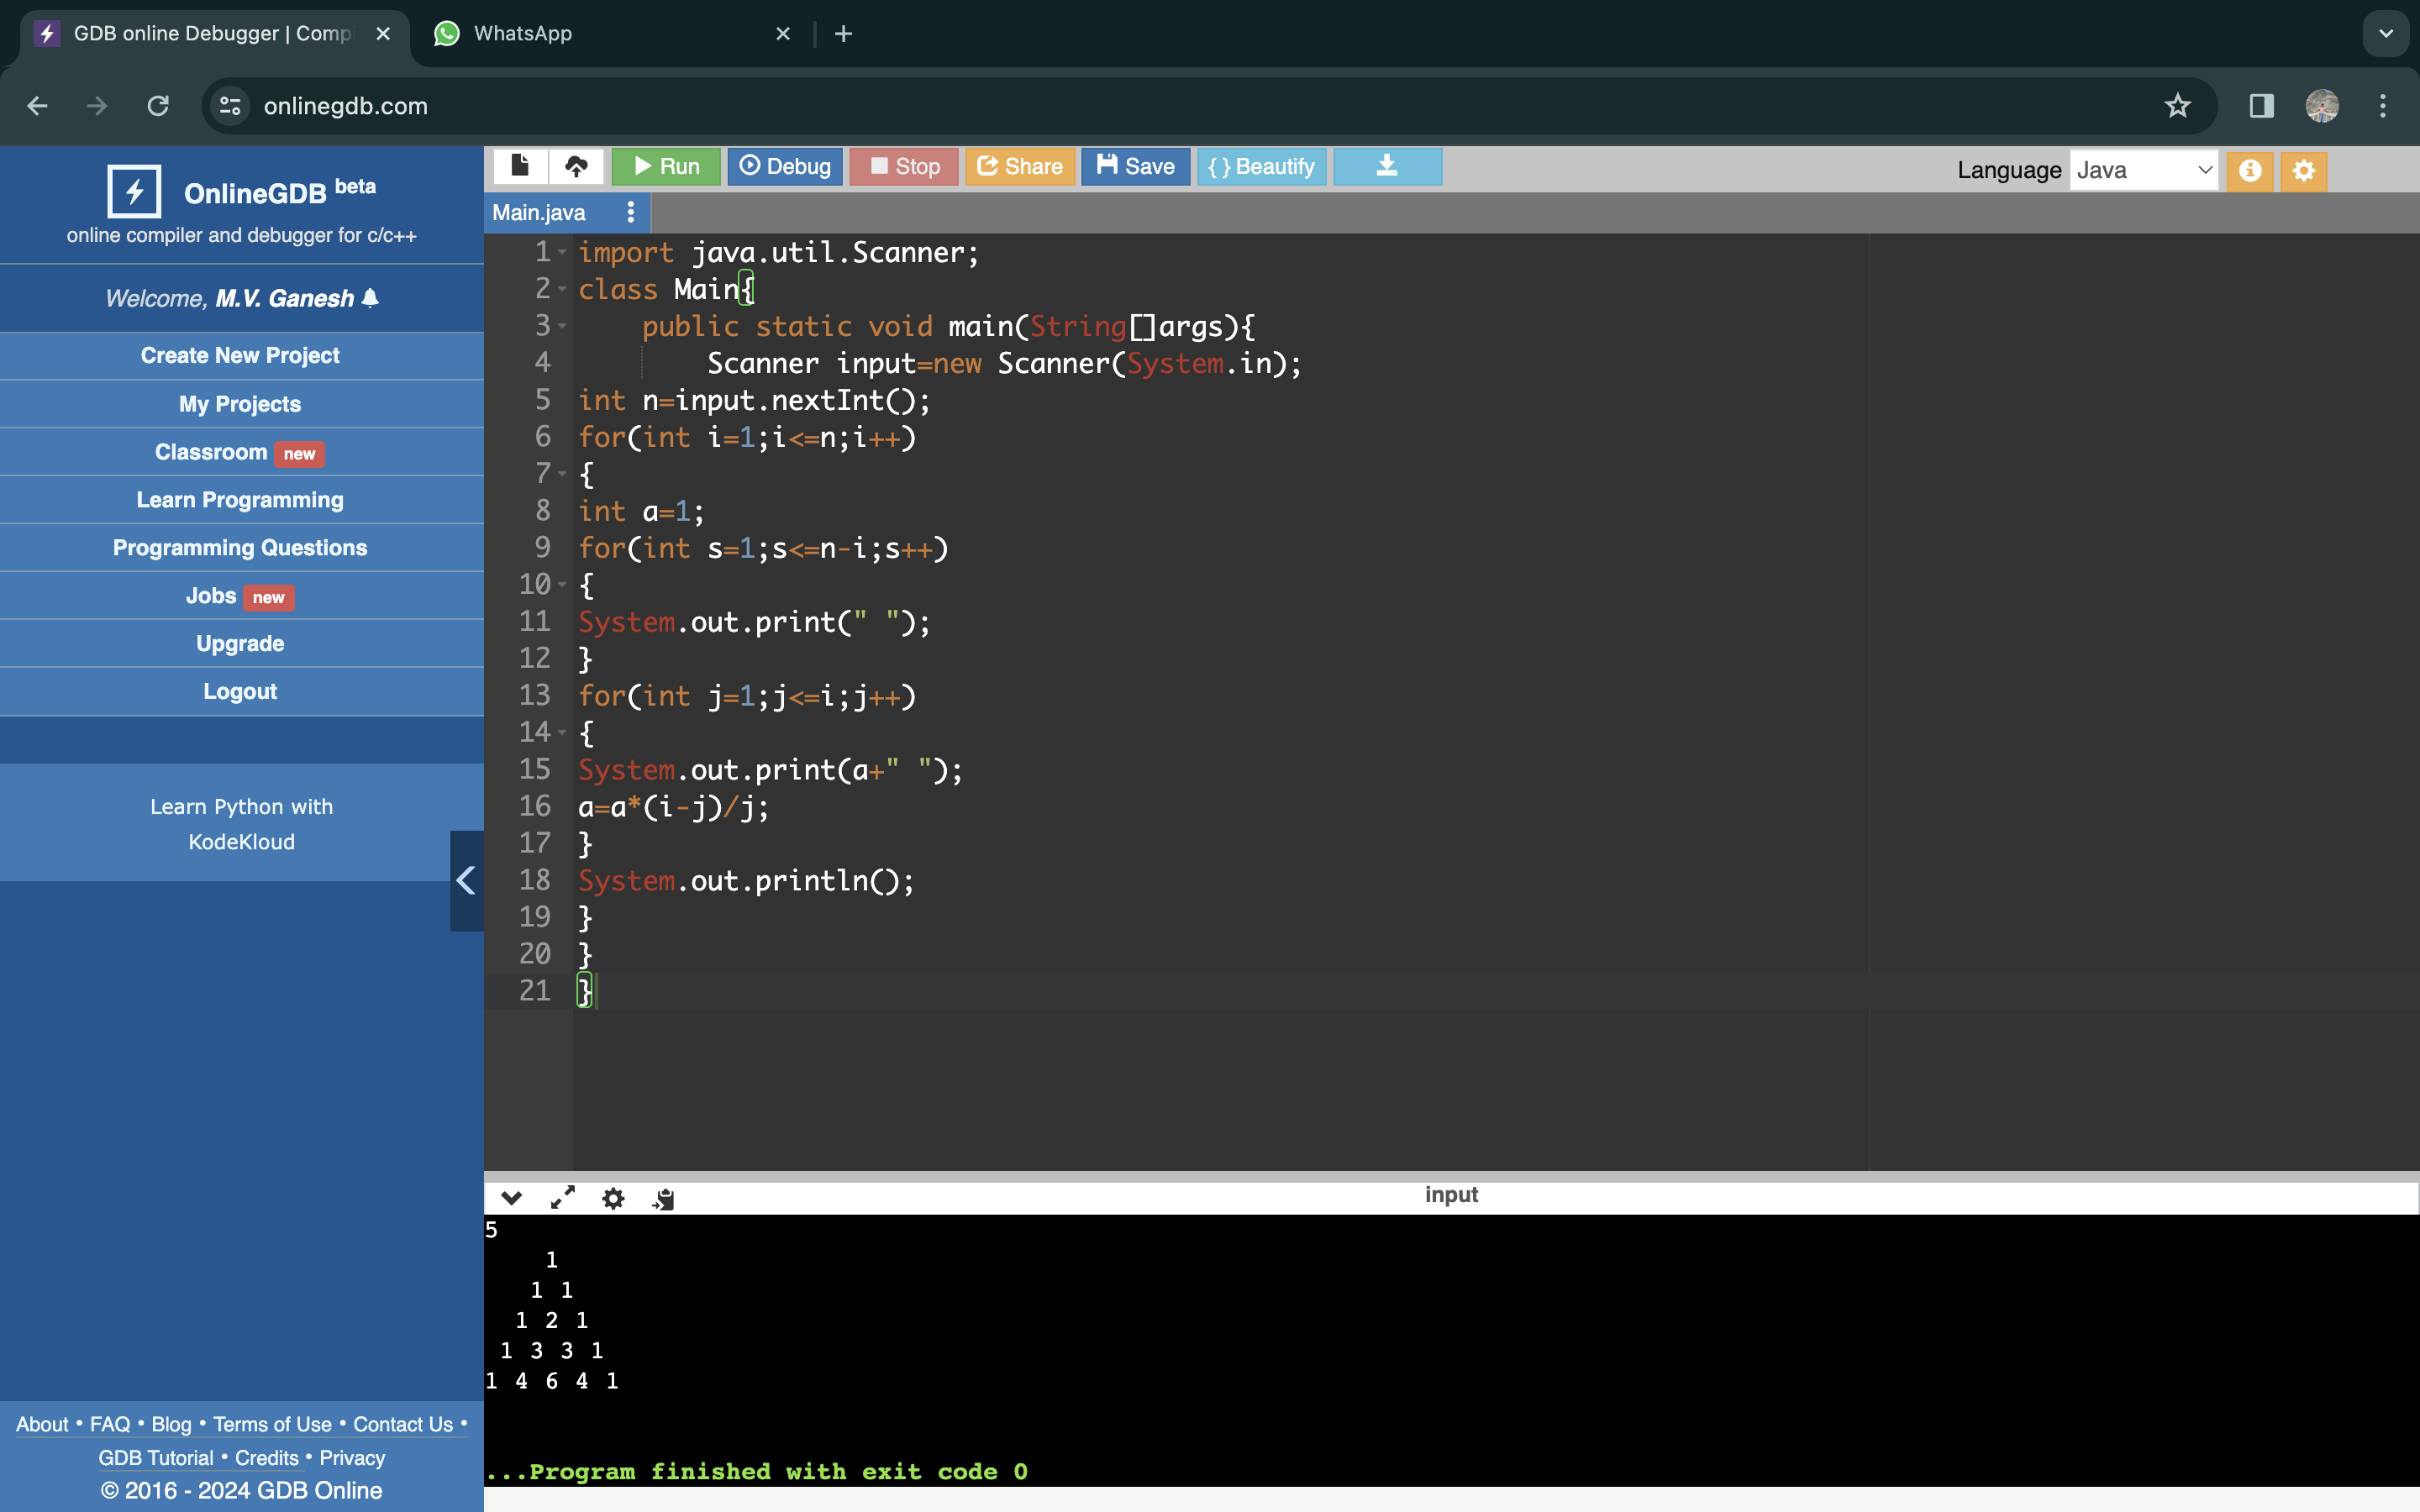 GDB online Debugger | Comp
WhatsApp
onlinegdb.com
OnlineGDB beta
online compiler and debugger for c/c++
Welcome, M.V. Ganesh
Create New Project
My Projects
Classroom new
Learn Programming
Programming Questions
Jobs new
Upgrade
Logout
Learn Python with
KodeKloud
About • FAQ • Blog • Terms of Use • Contact Us •
GDB Tutorial • Credits • Privacy
© 2016 - 2024 GDB Online
Run Debug Stop Share Save { } Beautify
Language Java
Main.java
1 import java.util.Scanner;
2 class Main{
3     public static void main(String[]args){
4         Scanner input=new Scanner(System.in);
5 int n=input.nextInt();
6 for(int i=1;i<=n;i++)
7 {
8 int a=1;
9 for(int s=1;s<=n-i;s++)
10 {
11 System.out.print(" ");
12 }
13 for(int j=1;j<=i;j++)
14 {
15 System.out.print(a+" ");
16 a=a*(i-j)/j;
17 }
18 System.out.println();
19 }
20 }
21 }
input
5
    1
   1 1
  1 2 1
 1 3 3 1
1 4 6 4 1
...Program finished with exit code 0